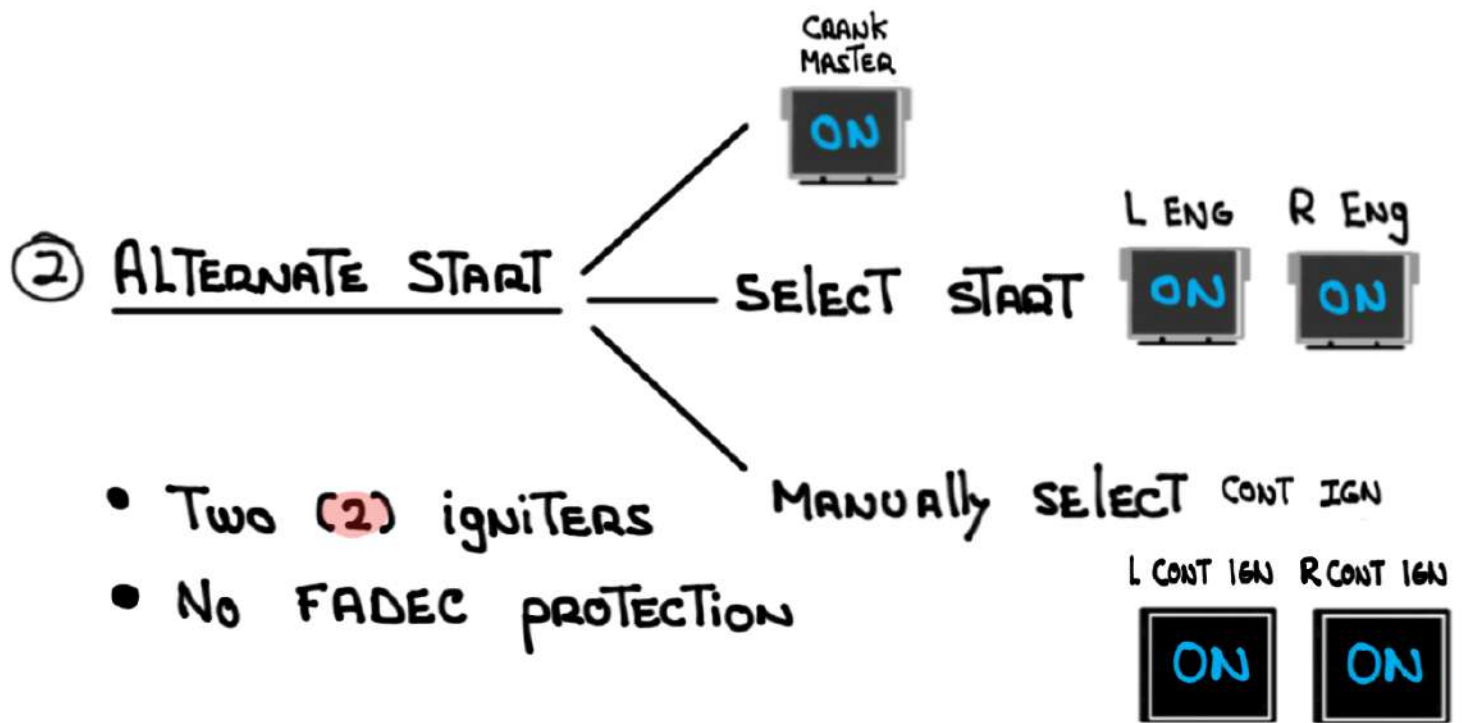 CRANK
MASTER
ON
② ALTERNATE START
SELECT START
L ENG
R ENG
ON
ON
• Two (2) igniTERS
• No FADEC PROTECTION
MANUAlly SELECT CONT IGN
L CONT IGN
R CONT IGN
ON
ON